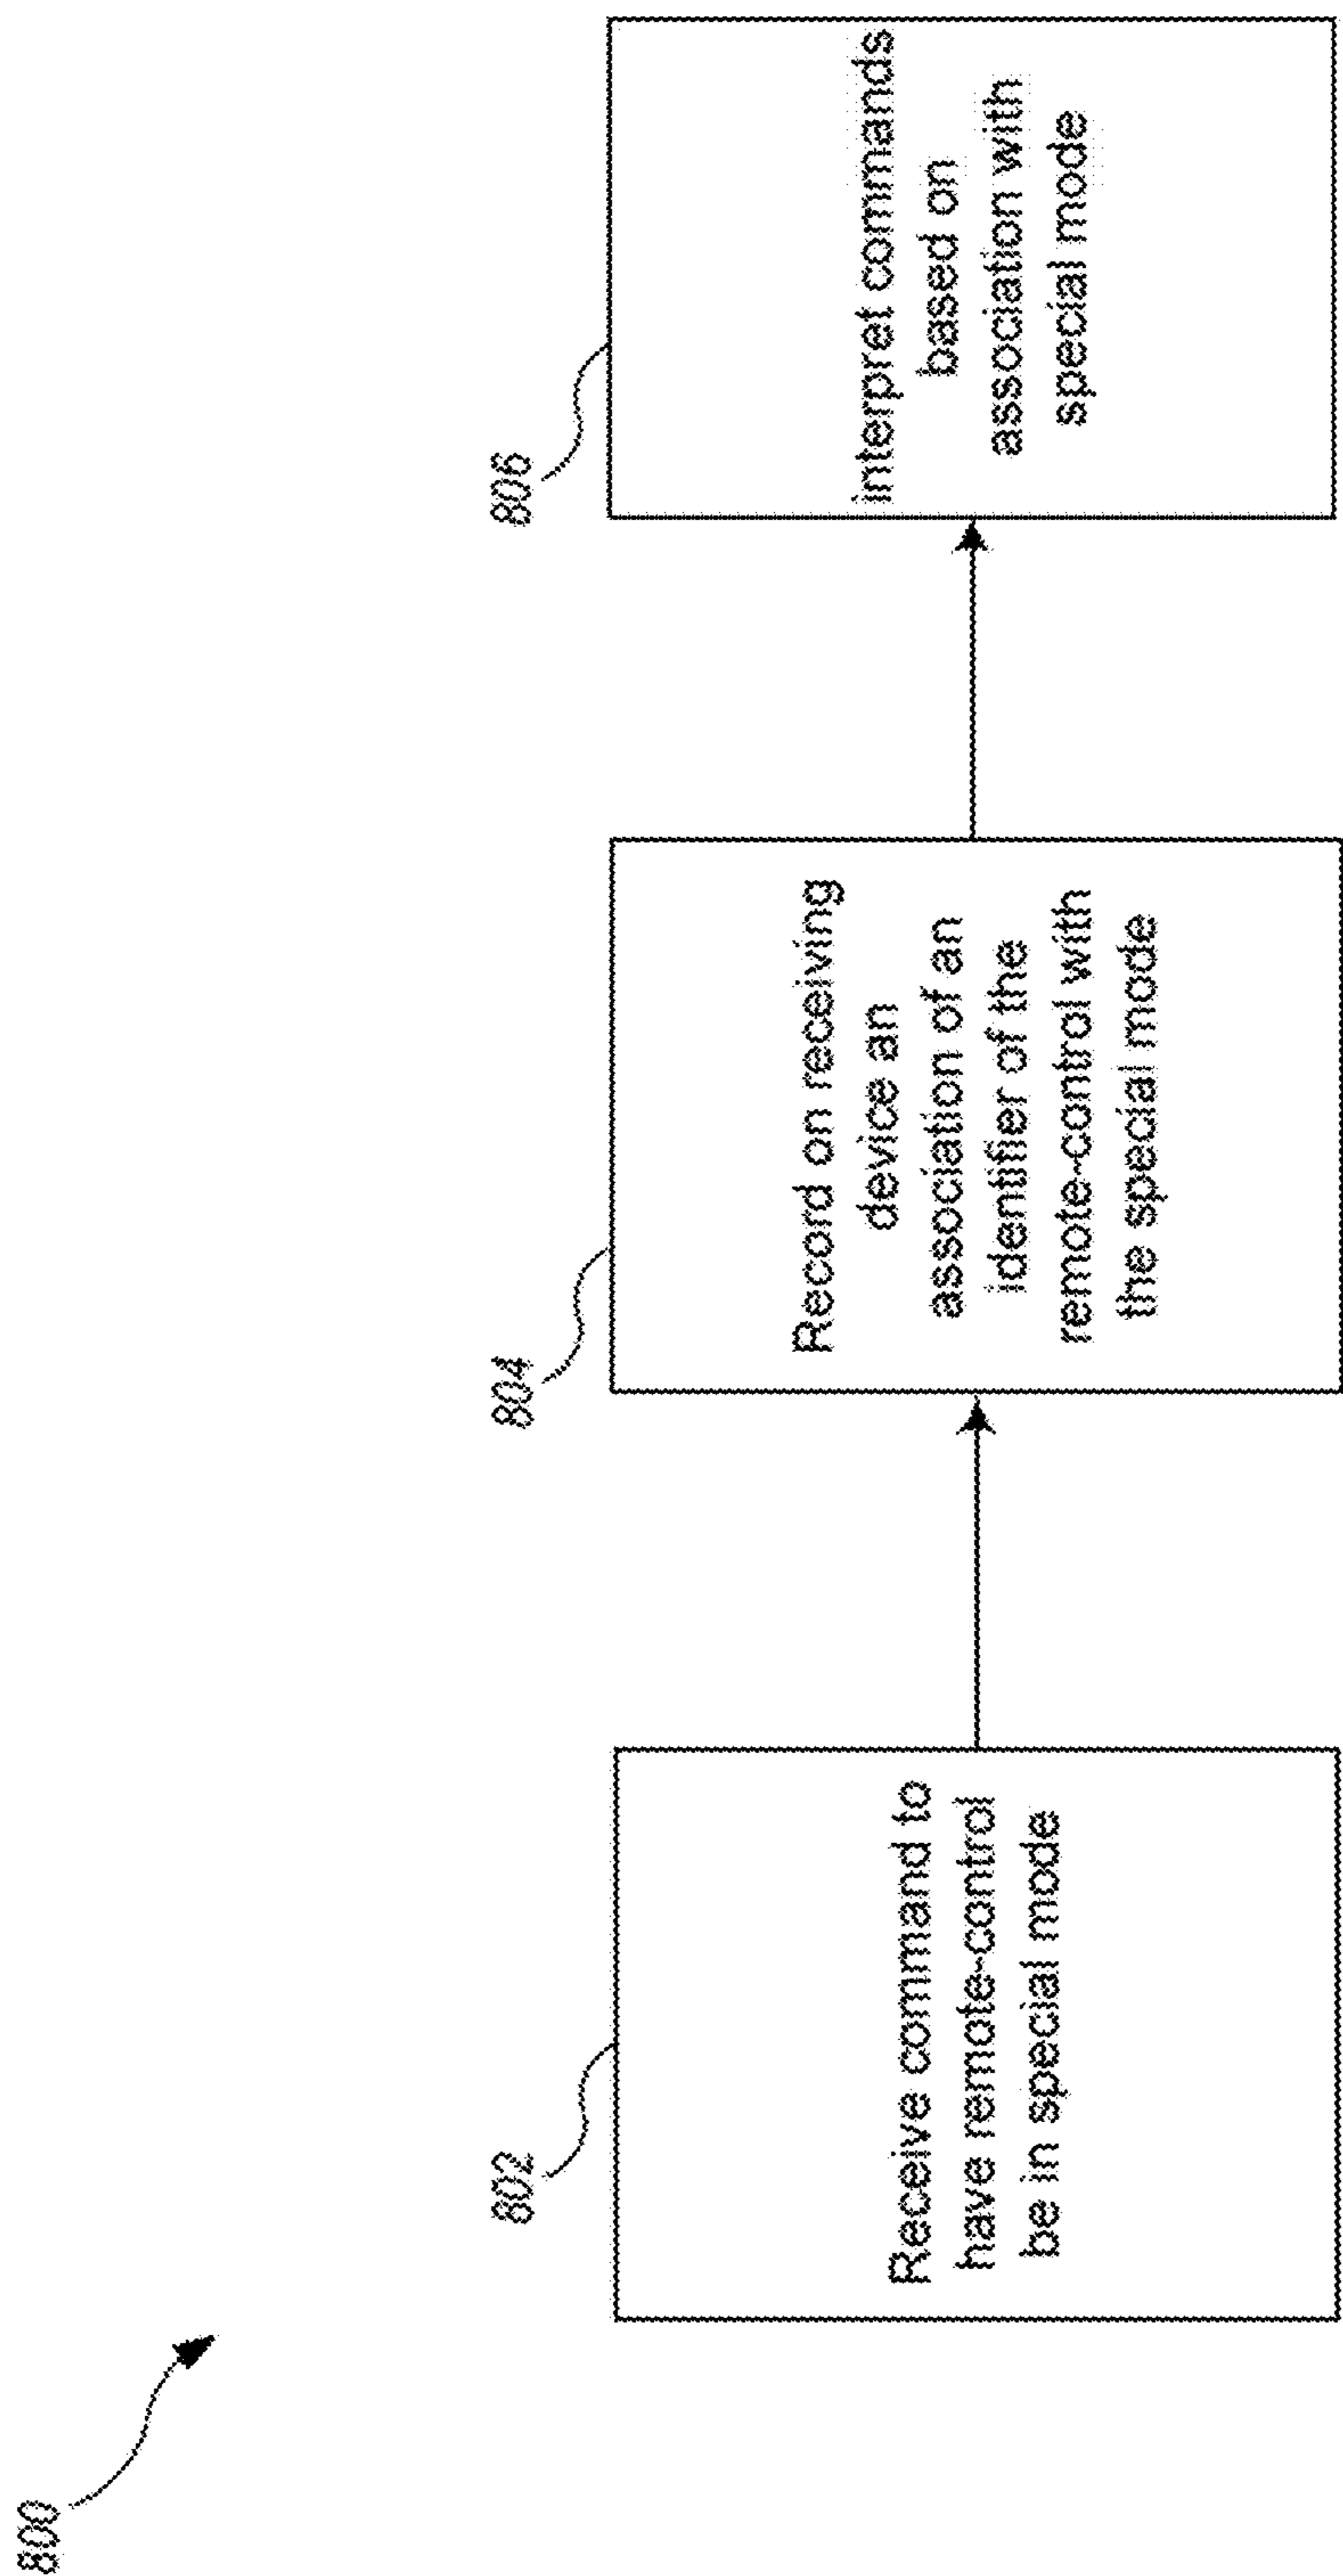 800
802
Receive command to
have remote-control
be in special mode
804
Record on receiving
device an
association of an
identifier of the
remote-control with
the special mode
806
interpret commands
based on
association with
special mode